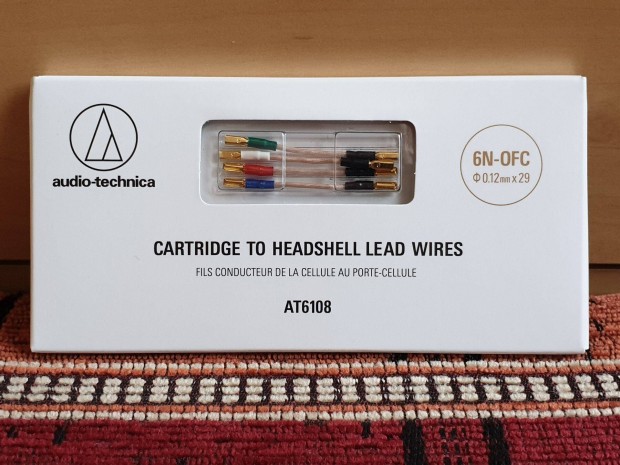 audio-technica
6N-OFC
Φ0.12mm x 29
CARTRIDGE TO HEADSHELL LEAD WIRES
FILS CONDUCTEUR DE LA CELLULE AU PORTE-CELLULE
AT6108